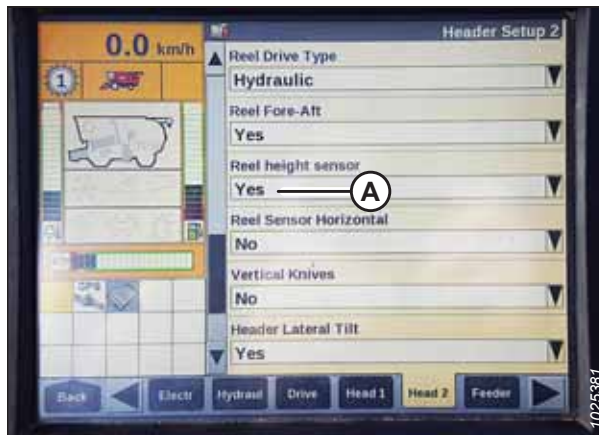 0.0 km/h
Header Setup 2
1
Reel Drive Type
Hydraulic
Reel Fore-Aft
Yes
Reel height sensor
Yes
A
Reel Sensor Horizontal
No
Vertical Knives
No
Header Lateral Tilt
Yes
GPS
Back
Electr
Hydraul
Drive
Head 1
Head 2
Feeder
1025381